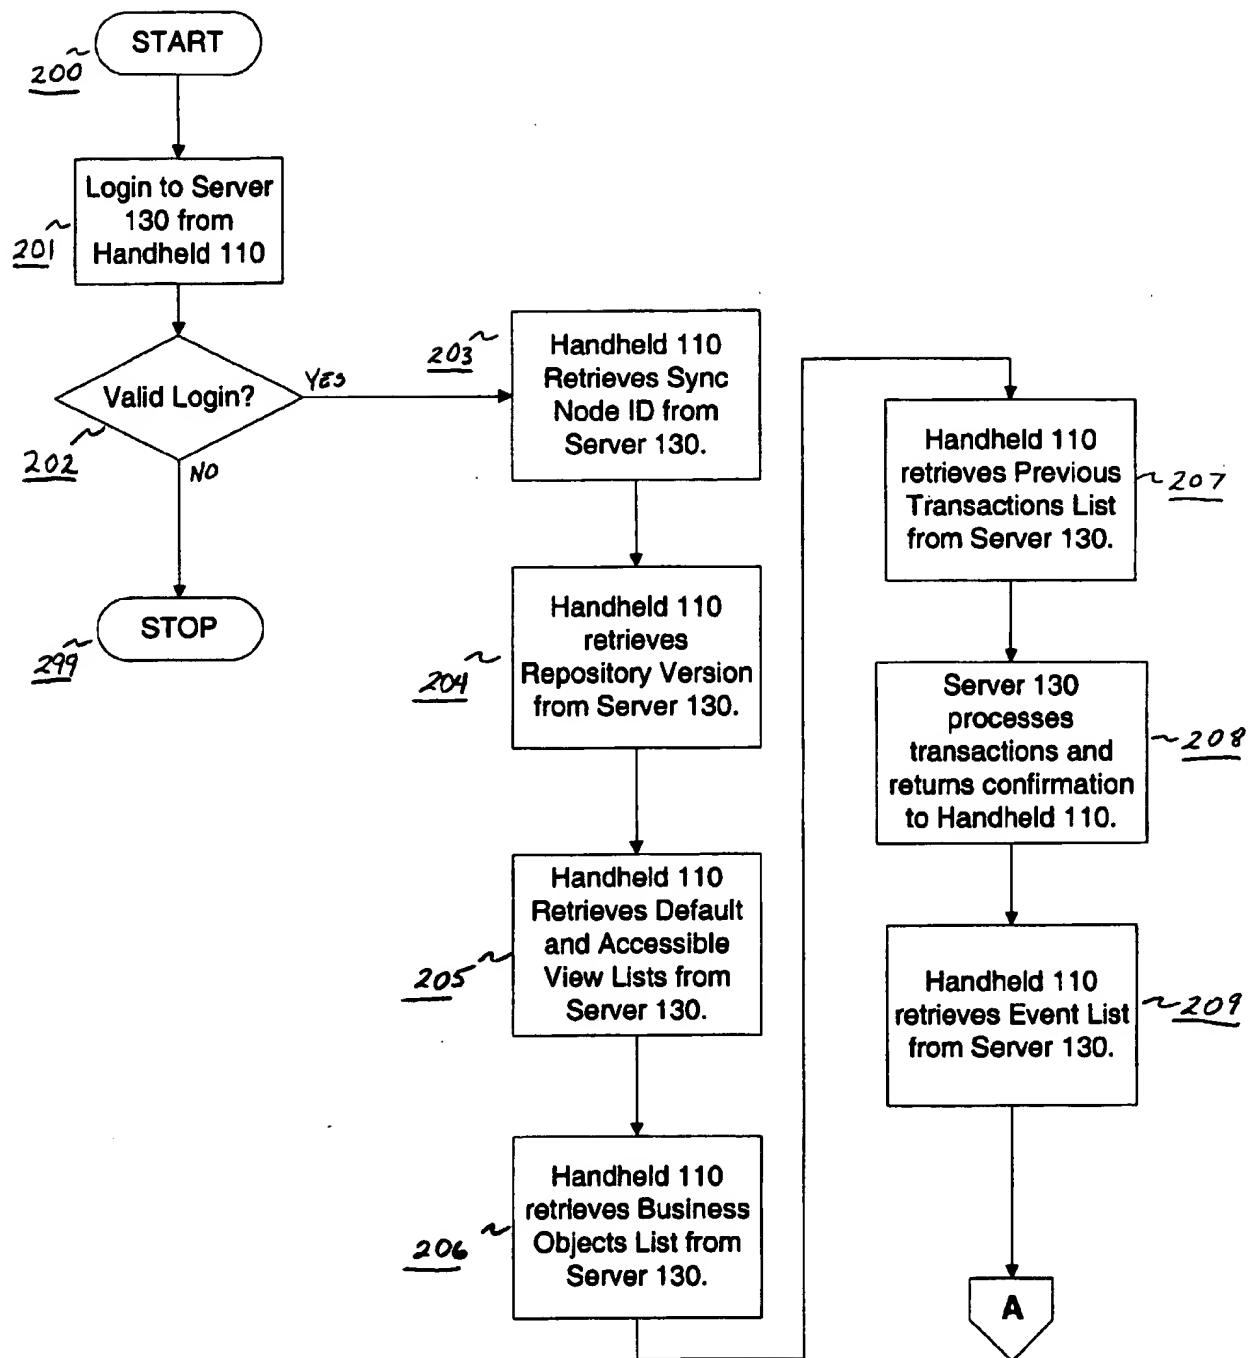 START
200
Login to Server
130 from
Handheld 110
201
Valid Login?
YES
202
NO
STOP
299
203
Handheld 110
Retrieves Sync
Node ID from
Server 130.
Handheld 110
retrieves
Repository Version
from Server 130.
204
Handheld 110
Retrieves Default
and Accessible
View Lists from
Server 130.
205
Handheld 110
retrieves Business
Objects List from
Server 130.
206
Handheld 110
retrieves Previous
Transactions List
from Server 130.
207
Server 130
processes
transactions and
returns confirmation
to Handheld 110.
208
Handheld 110
retrieves Event List
from Server 130.
209
A